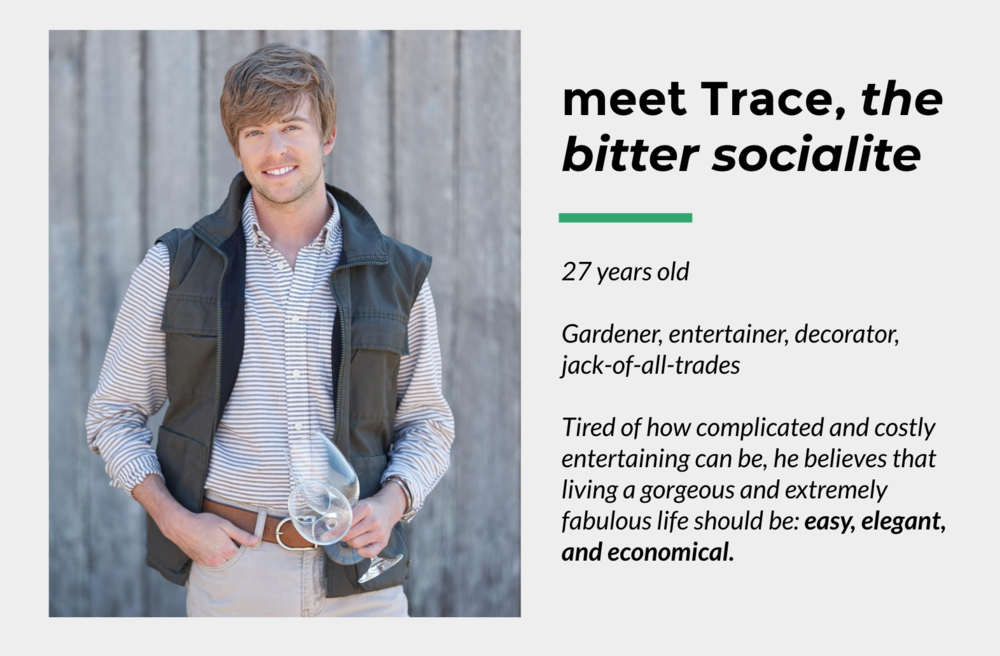 meet Trace, the
bitter socialite
27 years old
Gardener, entertainer, decorator,
jack-of-all-trades
Tired of how complicated and costly
entertaining can be, he believes that
living a gorgeous and extremely
fabulous life should be: easy, elegant,
and economical.